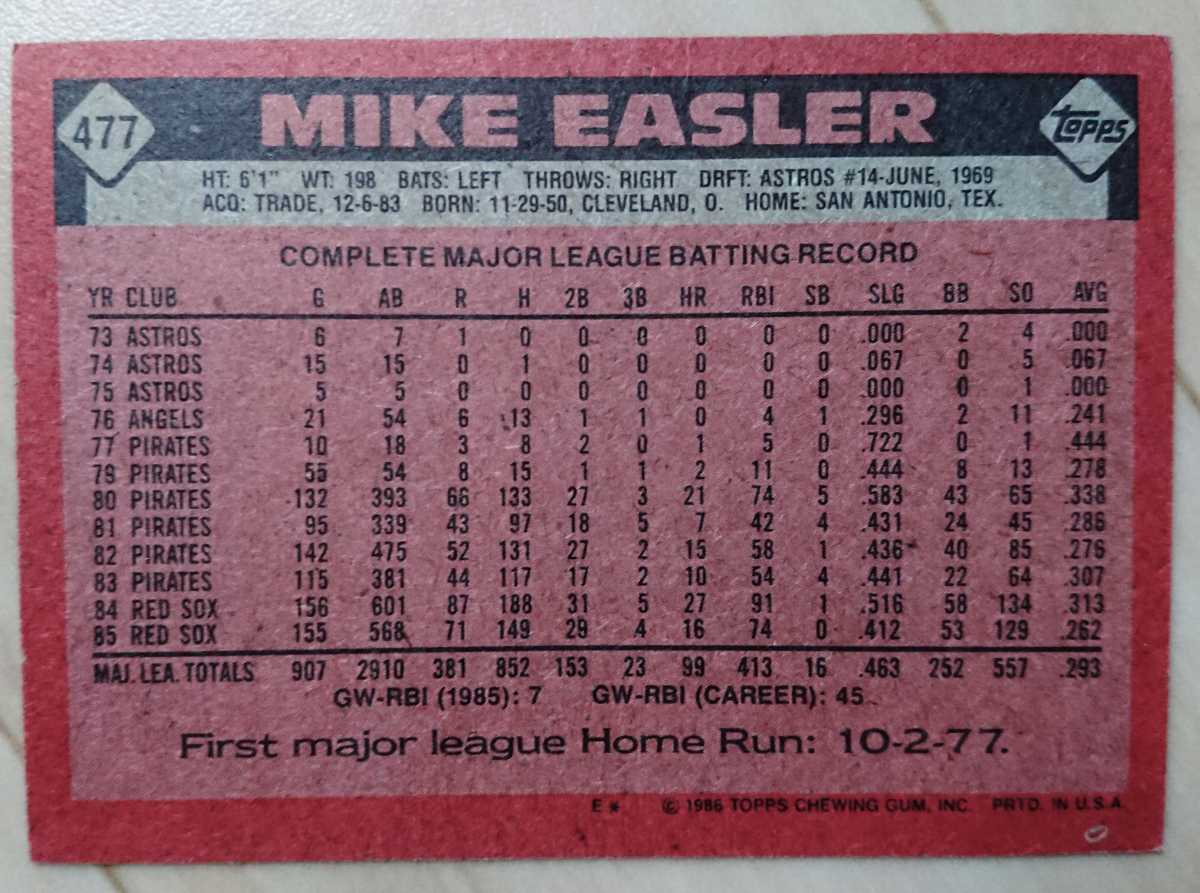 477
MIKE EASLER
topps
HT: 6'1" WT: 198 BATS: LEFT THROWS: RIGHT DRFT: ASTROS #14-JUNE, 1969
ACQ: TRADE, 12-6-83 BORN: 11-29-50, CLEVELAND, O. HOME: SAN ANTONIO, TEX.
COMPLETE MAJOR LEAGUE BATTING RECORD
YR CLUB G AB R H 2B 3B HR RBI SB SLG BB SO AVG
73 ASTROS 6 7 1 0 0 0 0 0 0 .000 2 4 .000
74 ASTROS 15 15 0 1 0 0 0 0 0 .067 0 5 .067
75 ASTROS 5 5 0 0 0 0 0 0 0 .000 0 1 .000
76 ANGELS 21 54 6 13 1 1 0 4 1 .296 2 11 .241
77 PIRATES 10 18 3 8 2 0 1 5 0 .722 0 1 .444
79 PIRATES 55 54 8 15 1 1 2 11 0 .444 8 13 .278
80 PIRATES 132 393 66 133 27 3 21 74 5 .583 43 65 .338
81 PIRATES 95 339 43 97 18 5 7 42 4 .431 24 45 .286
82 PIRATES 142 475 52 131 27 2 15 58 1 .436 40 85 .276
83 PIRATES 115 381 44 117 17 2 10 54 4 .441 22 64 .307
84 RED SOX 156 601 87 188 31 5 27 91 1 .516 58 134 .313
85 RED SOX 155 568 71 149 29 4 16 74 0 .412 53 129 .262
MAJ. LEA. TOTALS 907 2910 381 852 153 23 99 413 16 .463 252 557 .293
GW-RBI (1985): 7 GW-RBI (CAREER): 45
First major league Home Run: 10-2-77.
E* © 1986 TOPPS CHEWING GUM, INC. PRTD. IN U.S.A.